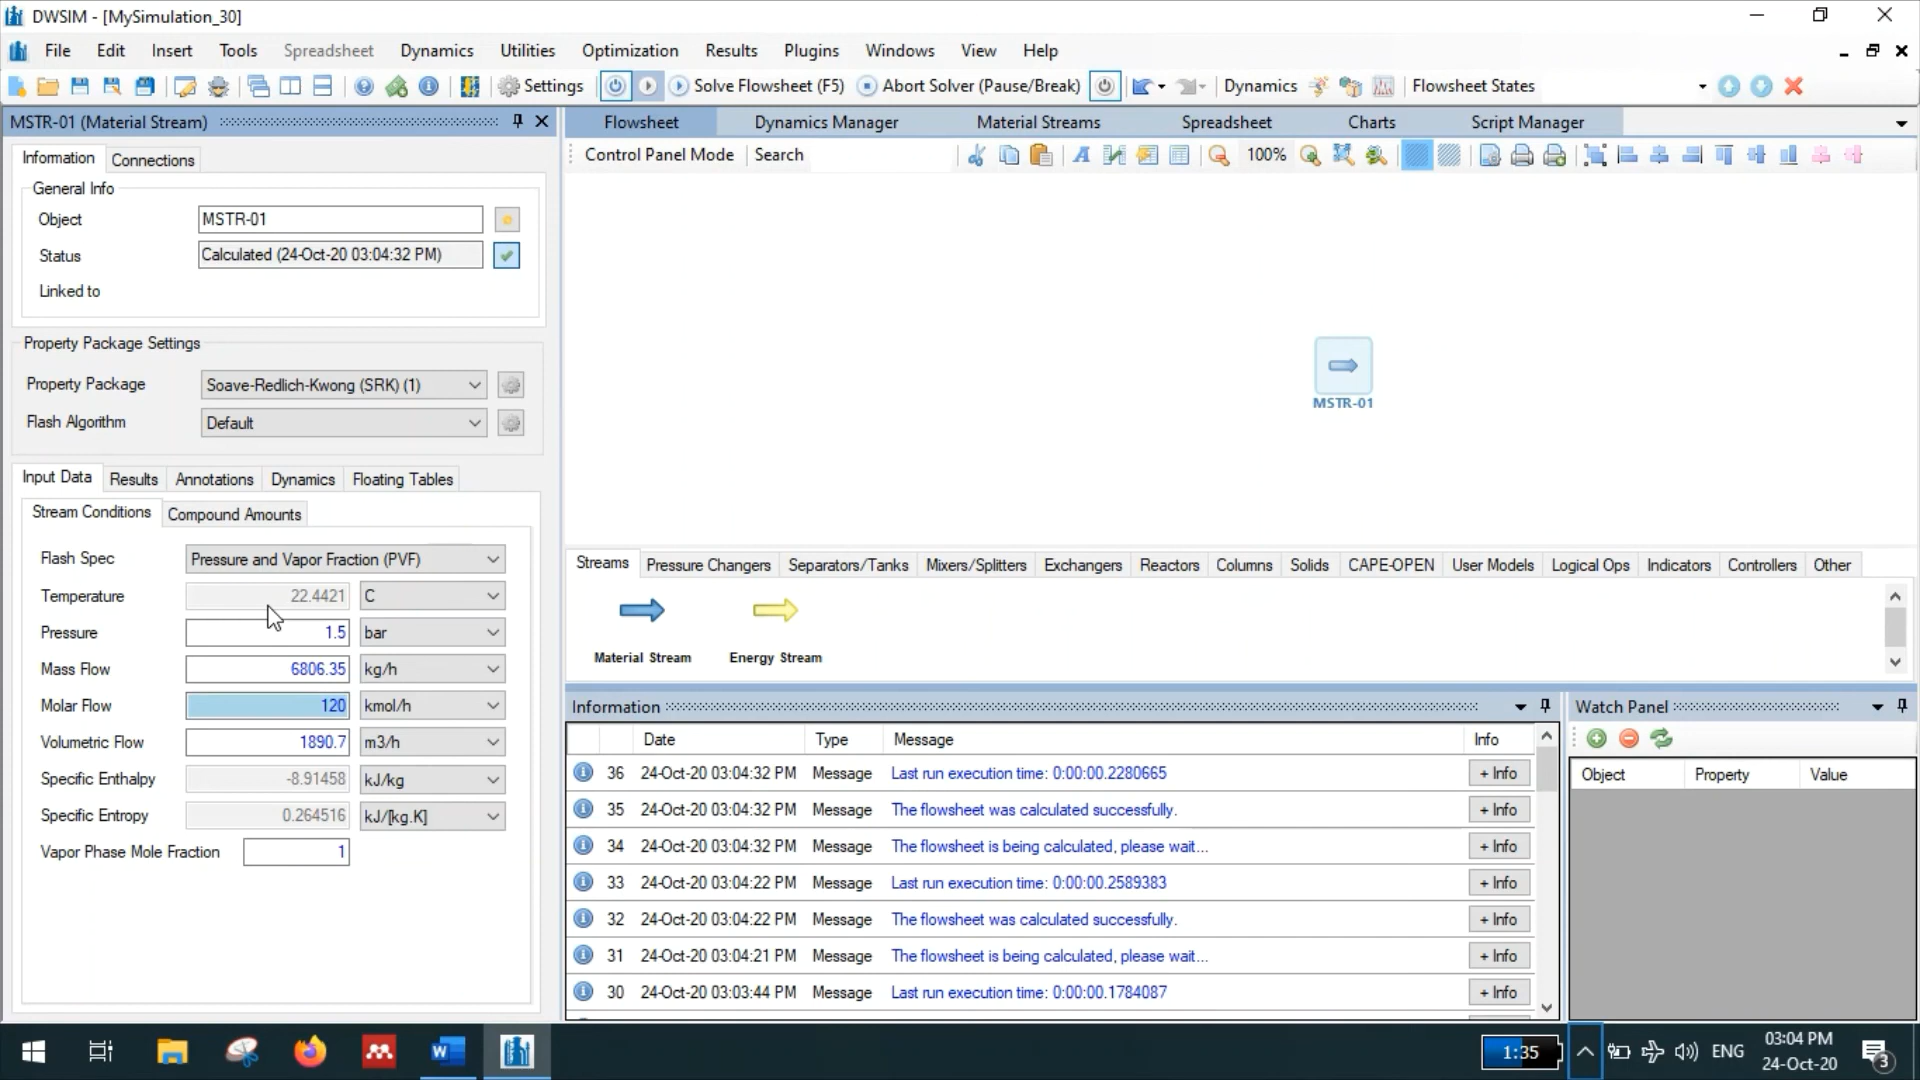 DWSIM - [MySimulation_30]
File Edit Insert Tools Spreadsheet Dynamics Utilities Optimization Results Plugins Windows View Help
Settings Solve Flowsheet (F5) Abort Solver (Pause/Break) Dynamics Flowsheet States
MSTR-01 (Material Stream)
Flowsheet Dynamics Manager Material Streams Spreadsheet Charts Script Manager
Information Connections
Control Panel Mode Search 100%
General Info
Object MSTR-01
Status Calculated (24-Oct-20 03:04:32 PM)
Linked to
Property Package Settings
Property Package Soave-Redlich-Kwong (SRK) (1)
Flash Algorithm Default
MSTR-01
Input Data Results Annotations Dynamics Floating Tables
Stream Conditions Compound Amounts
Flash Spec Pressure and Vapor Fraction (PVF)
Temperature 22.4421 C
Pressure 1.5 bar
Mass Flow 6806.35 kg/h
Molar Flow 120 kmol/h
Volumetric Flow 1890.7 m3/h
Specific Enthalpy -8.91458 kJ/kg
Specific Entropy 0.264516 kJ/[kg.K]
Vapor Phase Mole Fraction 1
Streams Pressure Changers Separators/Tanks Mixers/Splitters Exchangers Reactors Columns Solids CAPE-OPEN User Models Logical Ops Indicators Controllers Other
Material Stream Energy Stream
Information
Date Type Message Info
36 24-Oct-20 03:04:32 PM Message Last run execution time: 0:00:00.2280665 + Info
35 24-Oct-20 03:04:32 PM Message The flowsheet was calculated successfully. + Info
34 24-Oct-20 03:04:32 PM Message The flowsheet is being calculated, please wait... + Info
33 24-Oct-20 03:04:22 PM Message Last run execution time: 0:00:00.2589383 + Info
32 24-Oct-20 03:04:22 PM Message The flowsheet was calculated successfully. + Info
31 24-Oct-20 03:04:21 PM Message The flowsheet is being calculated, please wait... + Info
30 24-Oct-20 03:03:44 PM Message Last run execution time: 0:00:00.1784087 + Info
Watch Panel
Object Property Value
1:35 ENG 03:04 PM
24-Oct-20 3